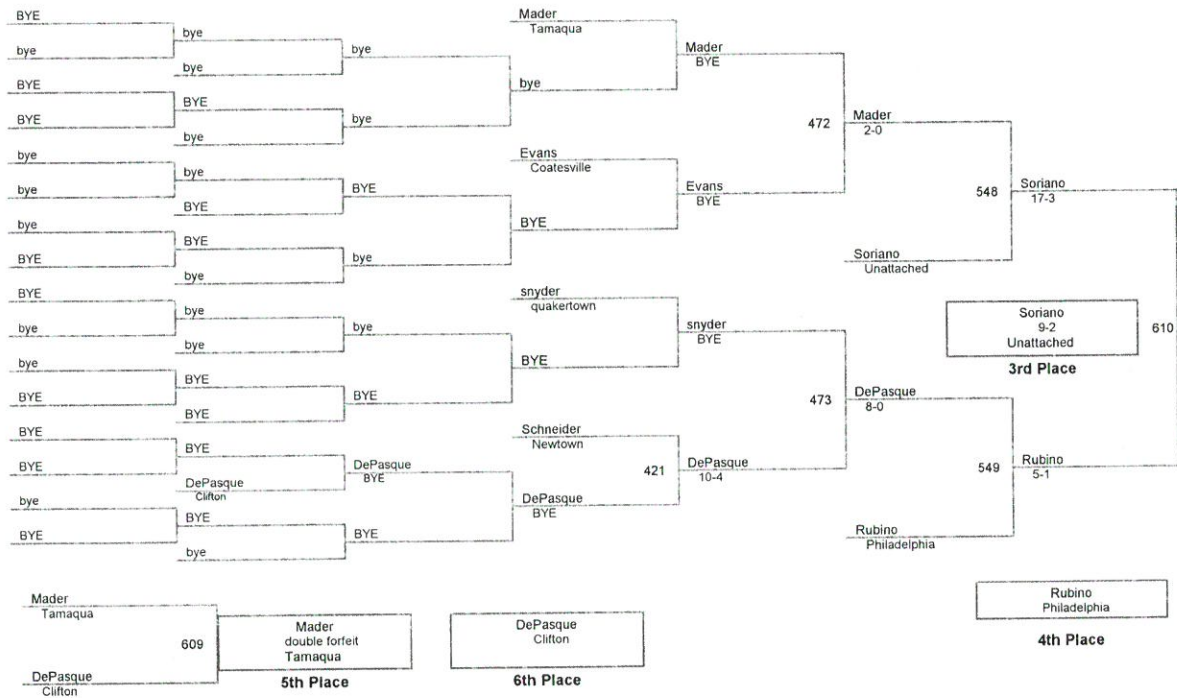 BYE
bye
BYE
BYE
bye
bye
bye
BYE
BYE
bye
bye
BYE
BYE
BYE
bye
BYE
bye
bye
BYE
bye
bye
BYE
BYE
bye
bye
bye
BYE
BYE
BYE
DePasque
Clifton
BYE
bye
bye
bye
BYE
bye
bye
BYE
DePasque
BYE
BYE
Mader
Tamaqua
bye
Evans
Coatesville
BYE
snyder
quakertown
BYE
Schneider
Newtown
421
DePasque
BYE
Mader
BYE
472
Evans
BYE
snyder
BYE
473
DePasque
10-4
Mader
2-0
548
Soriano
Unattached
DePasque
8-0
549
Rubino
Philadelphia
Soriano
17-3
610
Rubino
5-1
Soriano
9-2
Unattached
3rd Place
Rubino
Philadelphia
4th Place
Mader
Tamaqua
609
DePasque
Clifton
Mader
double forfeit
Tamaqua
5th Place
DePasque
Clifton
6th Place